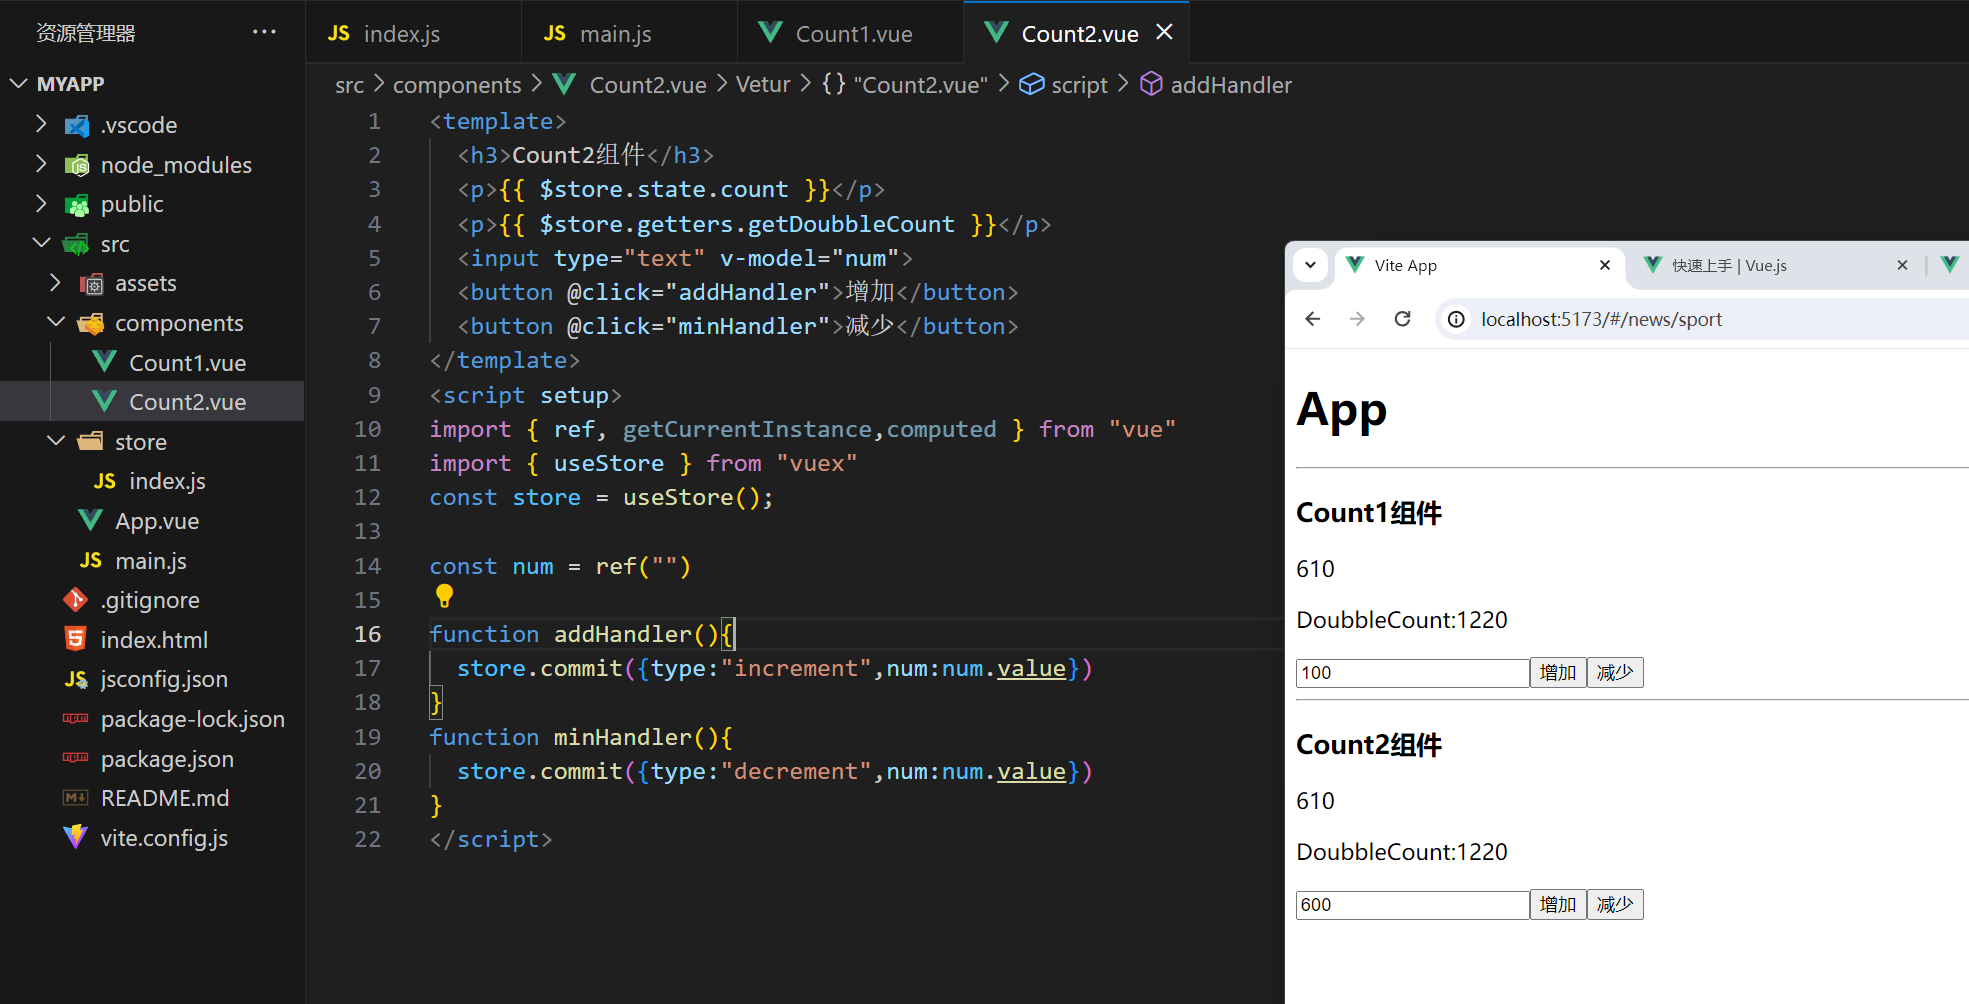 资源管理器 ···
MYAPP
.vscode
node_modules
public
src
assets
components
Count1.vue
Count2.vue
store
JS index.js
App.vue
JS main.js
.gitignore
index.html
JS jsconfig.json
package-lock.json
package.json
README.md
vite.config.js
JS index.js
JS main.js
Count1.vue
Count2.vue
src > components > Count2.vue > Vetur > {} "Count2.vue" > script > addHandler
1 <template>
2 <h3>Count2组件</h3>
3 <p>{{ $store.state.count }}</p>
4 <p>{{ $store.getters.getDoubbleCount }}</p>
5 <input type="text" v-model="num">
6 <button @click="addHandler">增加</button>
7 <button @click="minHandler">减少</button>
8 </template>
9 <script setup>
10 import { ref, getCurrentInstance,computed } from "vue"
11 import { useStore } from "vuex"
12 const store = useStore();
13
14 const num = ref("")
15
16 function addHandler(){
17 store.commit({type:"increment",num:num.value})
18 }
19 function minHandler(){
20 store.commit({type:"decrement",num:num.value})
21 }
22 </script>
Vite App
快速上手 | Vue.js
localhost:5173/#/news/sport
App
Count1组件
610
DoubbleCount:1220
100 增加 减少
Count2组件
610
DoubbleCount:1220
600 增加 减少